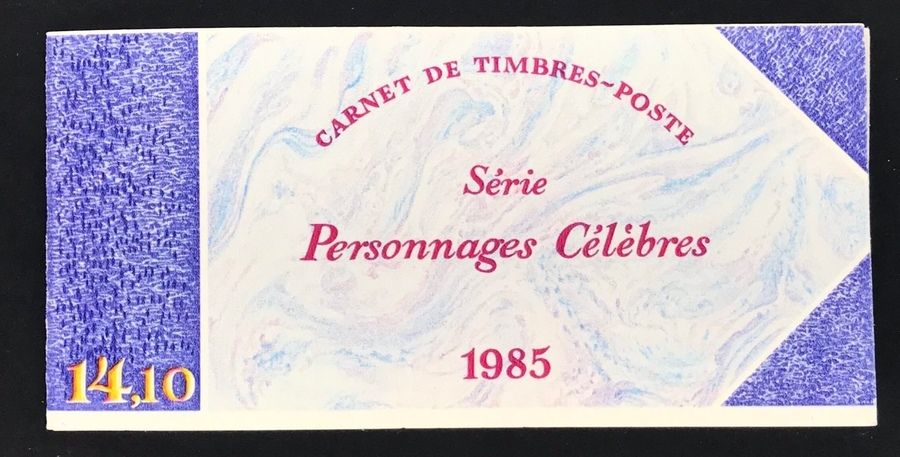 CARNET DE TIMBRES-POSTE
Série
Personnages Célèbres
1985
14,10